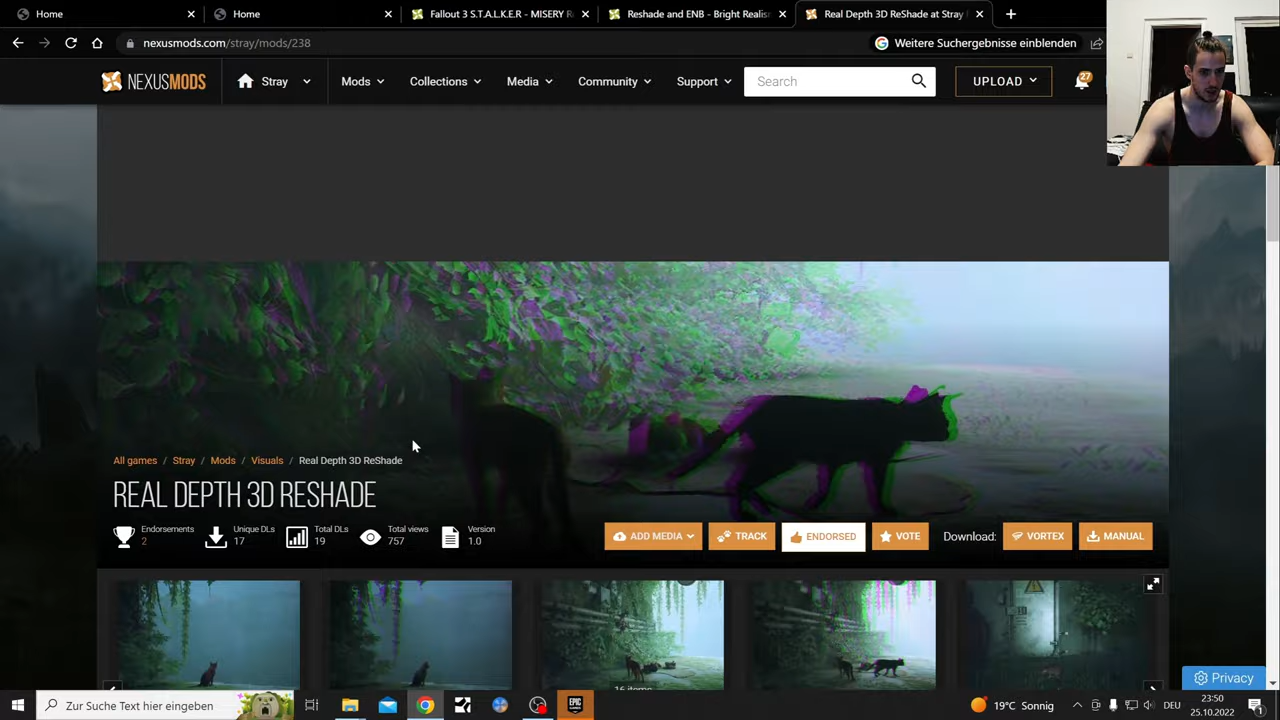 Home
Home
Fallout 3 S.T.A.L.K.E.R - MISERY R
Reshade and ENB - Bright Realis
Real Depth 3D ReShade at Stray
nexusmods.com/stray/mods/238
Weitere Suchergebnisse einblenden
NEXUSMODS
Stray
Mods
Collections
Media
Community
Support
Search
UPLOAD
27
All games
Stray
Mods
Visuals
Real Depth 3D ReShade
REAL DEPTH 3D RESHADE
Endorsements
2
Unique DLs
17
Total DLs
19
Total views
757
Version
1.0
ADD MEDIA
TRACK
ENDORSED
VOTE
Download:
VORTEX
MANUAL
16 items
Privacy
Zur Suche Text hier eingeben
EPIC
19°C Sonnig
DEU
23:50
25.10.2022
1